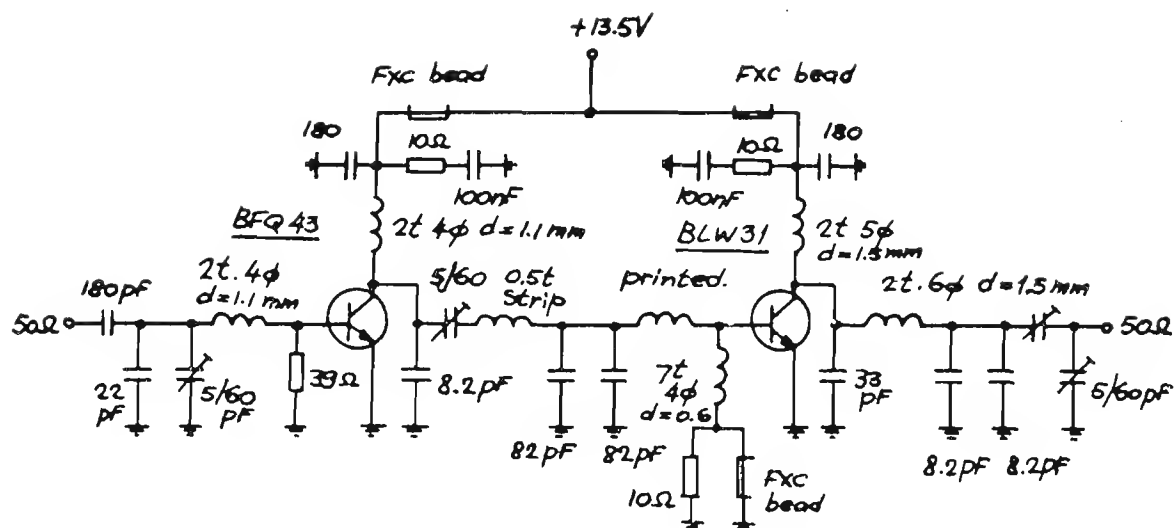 +13.5V
FXC bead
FXC bead
180
10Ω
100nF
10Ω
180
100nF
BFQ 43
2t 4ϕ d=1.1mm
BLW31
2t 5ϕ
d=1.5mm
2t.4ϕ
d=1.1mm
5/60
0.5t
Strip
printed.
2t.6ϕ d=1.5mm
180pF
50Ω
50Ω
22
pF
5/60
pF
39Ω
8.2pF
82pF
82pF
7t
4ϕ
d=0.6
10Ω
FXC
bead
33
pF
8.2pF
8.2pF
5/60pF